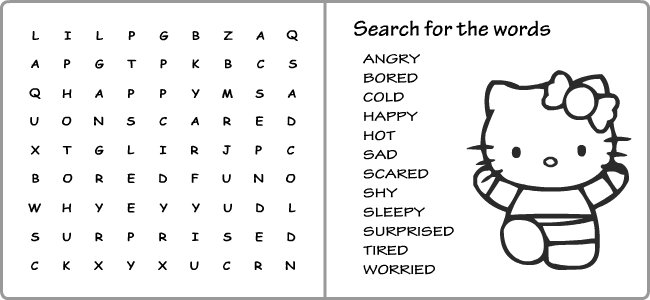 L I L P G B Z A Q
A P G T P K B C S
Q H A P P Y M S A
U O N S C A R E D
X T G L I R J P C
B O R E D F U N O
W H Y E Y Y U D L
S U R P R I S E D
C K X Y X U C R N
Search for the words
ANGRY
BORED
COLD
HAPPY
HOT
SAD
SCARED
SHY
SLEEPY
SURPRISED
TIRED
WORRIED